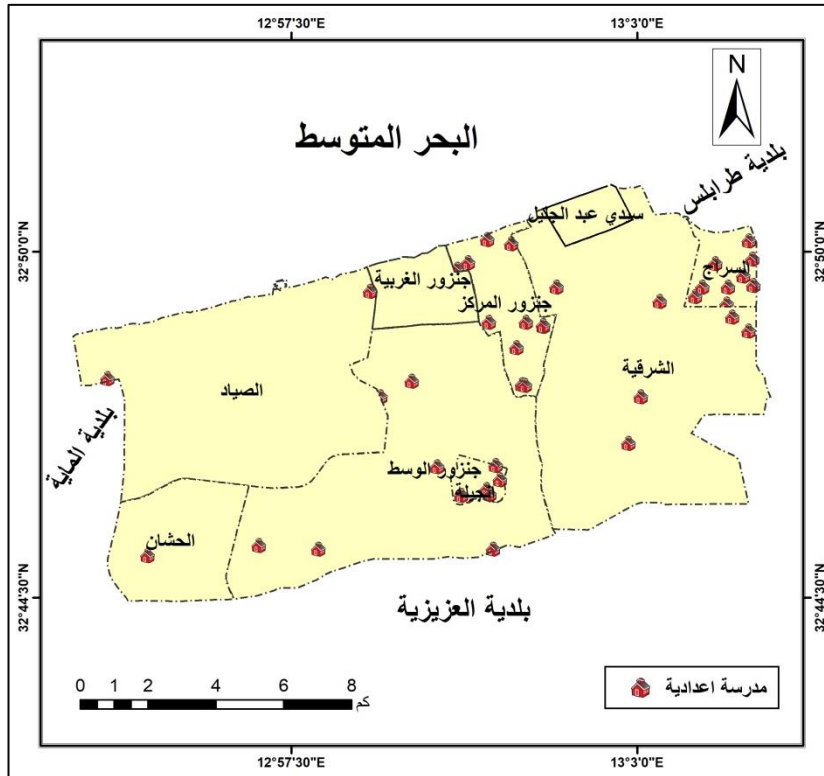 12°57'30"E
13°3'0"E
N
البحر المتوسط
بلدية طرابلس
سيدي عبد الجليل
32°50'0"N
32°50'0"N
السراج
جنزور الغربية
جنزور المركز
الشرقية
الصياد
بلدية الماية
جنزور الوسط
الجبلة
الحشان
32°44'30"N
32°44'30"N
بلدية العزيزية
0 1 2 4 6 8
كم
مدرسة اعدادية
12°57'30"E
13°3'0"E